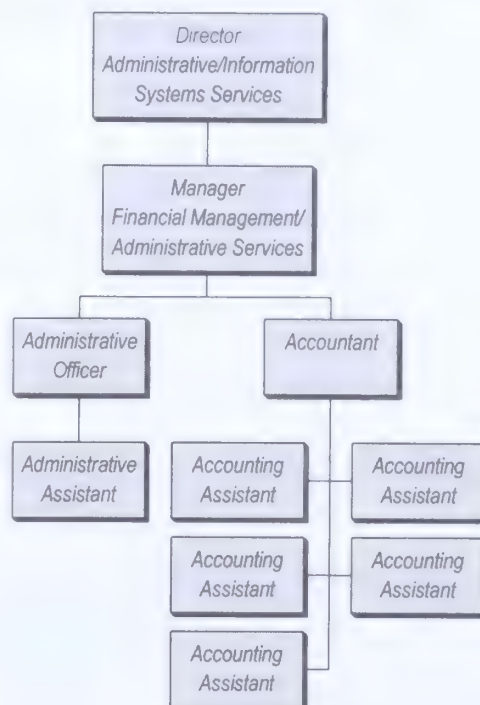 Director
Administrative/Information
Systems Services
Manager
Financial Management/
Administrative Services
Administrative
Officer
Accountant
Administrative
Assistant
Accounting
Assistant
Accounting
Assistant
Accounting
Assistant
Accounting
Assistant
Accounting
Assistant